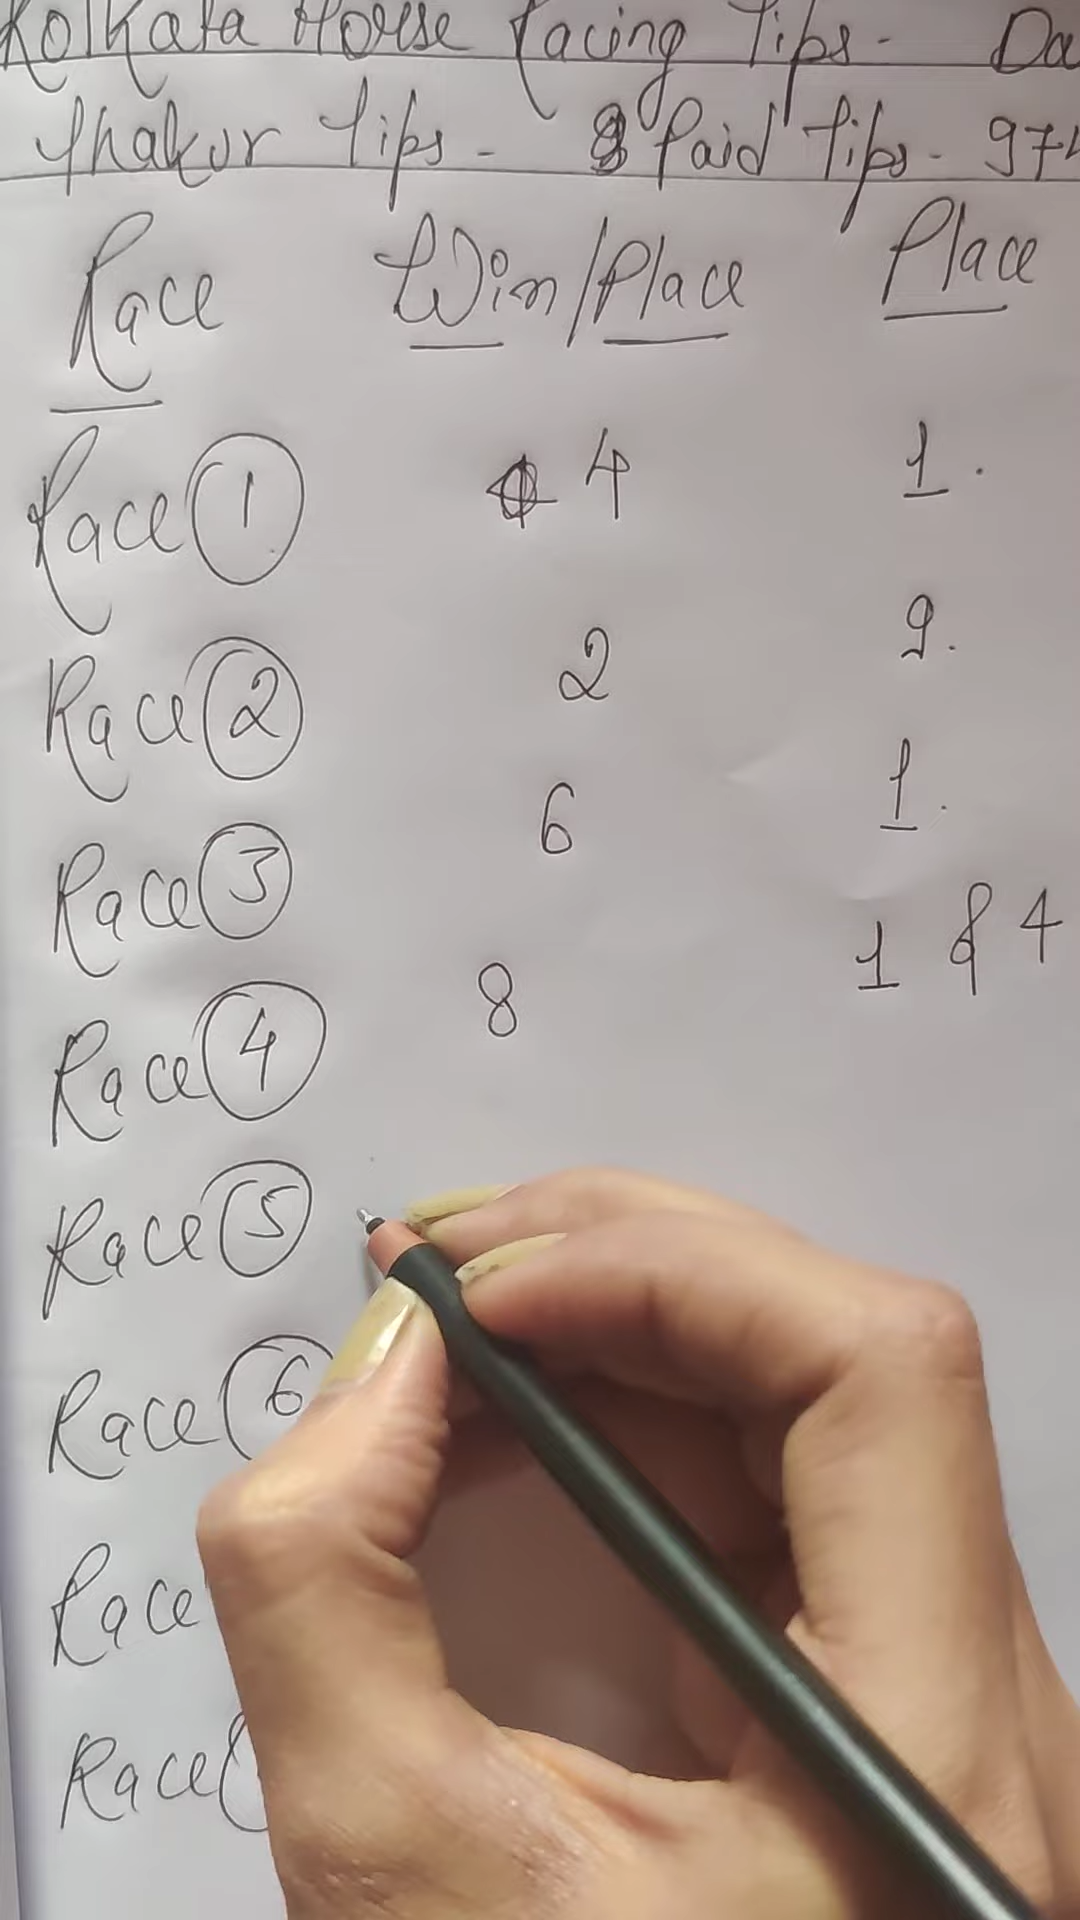 Kolkata Horse Racing Tips - Da
Thakur Tips - Paid Tips - 974
Race Win/Place Place
Race 1 4 1.
Race 2 2 9.
Race 3 6 1.
Race 4 8 1 & 4
Race 5
Race 6
Race
Race